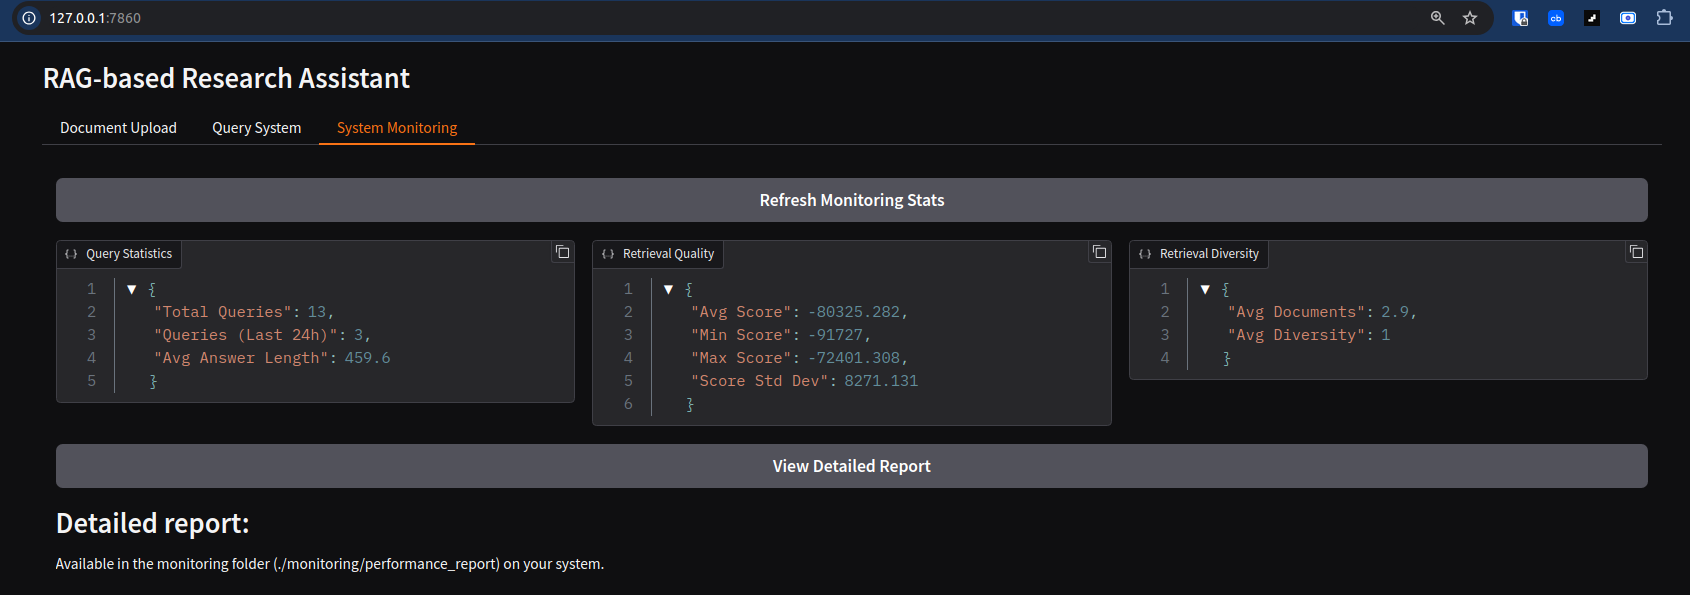 127.0.0.1:7860
cb
RAG-based Research Assistant
Document Upload Query System System Monitoring
Refresh Monitoring Stats
{} Query Statistics
1 ▼ {
2 "Total Queries": 13,
3 "Queries (Last 24h)": 3,
4 "Avg Answer Length": 459.6
5 }
{} Retrieval Quality
1 ▼ {
2 "Avg Score": -80325.282,
3 "Min Score": -91727,
4 "Max Score": -72401.308,
5 "Score Std Dev": 8271.131
6 }
{} Retrieval Diversity
1 ▼ {
2 "Avg Documents": 2.9,
3 "Avg Diversity": 1
4 }
View Detailed Report
Detailed report:
Available in the monitoring folder (./monitoring/performance_report) on your system.